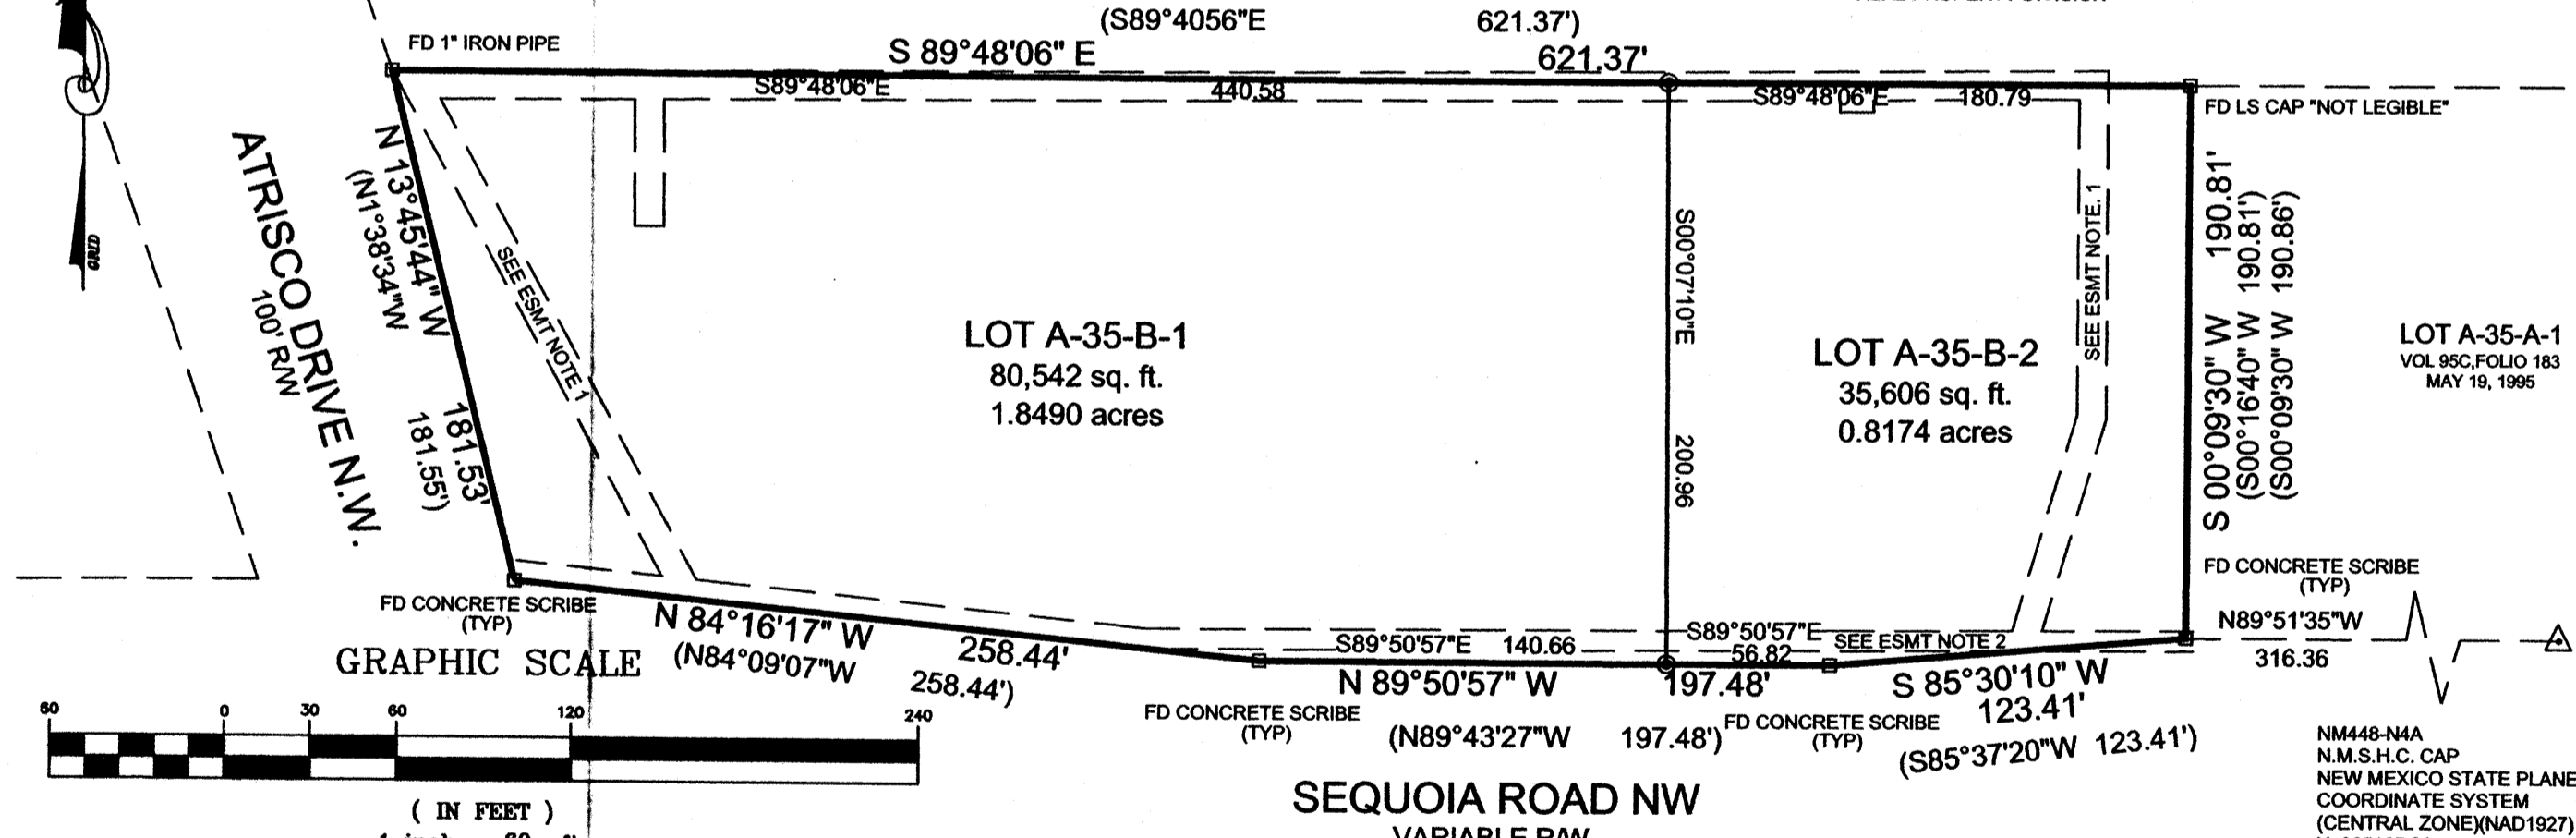 (S89°4056"E 621.37')
FD 1" IRON PIPE
S 89°48'06" E 621.37'
S89°48'06"E 440.58
S89°48'06"E 180.79
FD LS CAP "NOT LEGIBLE"
GRID
ATRISCO DRIVE N.W.
100' R/W
N 13°45'44" W 181.53'
(N1°38'34"W 181.55')
SEE ESMT NOTE 1
LOT A-35-B-1
80,542 sq. ft.
1.8490 acres
S00°07'10"E 200.96
LOT A-35-B-2
35,606 sq. ft.
0.8174 acres
SEE ESMT NOTE. 1
S 00°09'30" W 190.81'
(S00°16'40" W 190.81')
(S00°09'30" W 190.86')
LOT A-35-A-1
VOL 95C,FOLIO 183
MAY 19, 1995
FD CONCRETE SCRIBE
(TYP)
N89°51'35"W
316.36
FD CONCRETE SCRIBE
(TYP)
N 84°16'17" W 258.44'
(N84°09'07"W 258.44')
S89°50'57"E 140.66
S89°50'57"E
56.82
SEE ESMT NOTE 2
N 89°50'57" W 197.48'
S 85°30'10" W
123.41'
FD CONCRETE SCRIBE
(TYP)
(N89°43'27"W 197.48')
FD CONCRETE SCRIBE
(TYP)
(S85°37'20"W 123.41')
GRAPHIC SCALE
60 0 30 60 120 240
( IN FEET )
SEQUOIA ROAD NW
VARIABLE R/W
NM448-N4A
N.M.S.H.C. CAP
NEW MEXICO STATE PLANE
COORDINATE SYSTEM
(CENTRAL ZONE)(NAD1927)